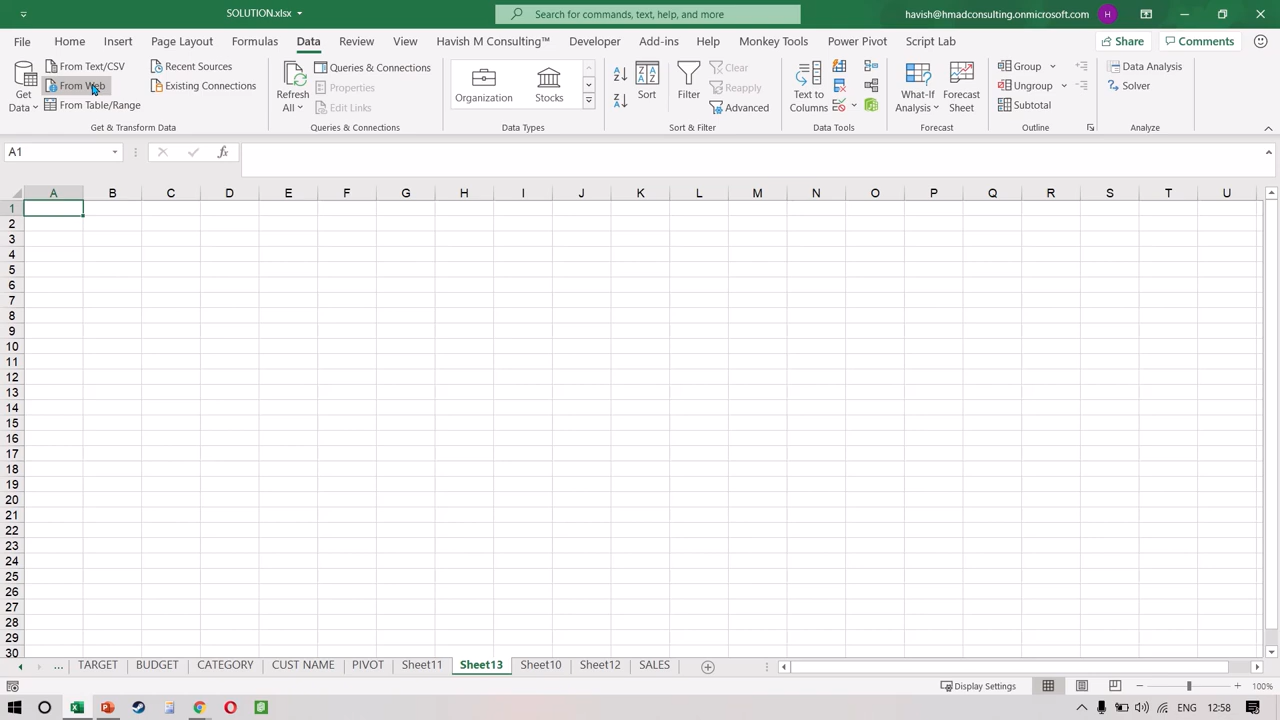 SOLUTION.xlsx
Search for commands, text, help, and more
havish@hmadconsulting.onmicrosoft.com H
File Home Insert Page Layout Formulas Data Review View Havish M Consulting™ Developer Add-ins Help Monkey Tools Power Pivot Script Lab Share Comments
Get Data
From Text/CSV
From Web
From Table/Range
Recent Sources
Existing Connections
Get & Transform Data
Refresh All
Queries & Connections
Properties
Edit Links
Queries & Connections
Organization
Stocks
Data Types
Sort
Filter
Clear
Reapply
Advanced
Sort & Filter
Text to Columns
Data Tools
What-If Analysis
Forecast Sheet
Forecast
Group
Ungroup
Subtotal
Outline
Data Analysis
Solver
Analyze
A1
fx
A B C D E F G H I J K L M N O P Q R S T U
1
2
3
4
5
6
7
8
9
10
11
12
13
14
15
16
17
18
19
20
21
22
23
24
25
26
27
28
29
30
... TARGET BUDGET CATEGORY CUST NAME PIVOT Sheet11 Sheet13 Sheet10 Sheet12 SALES
Display Settings 100%
ENG 12:58